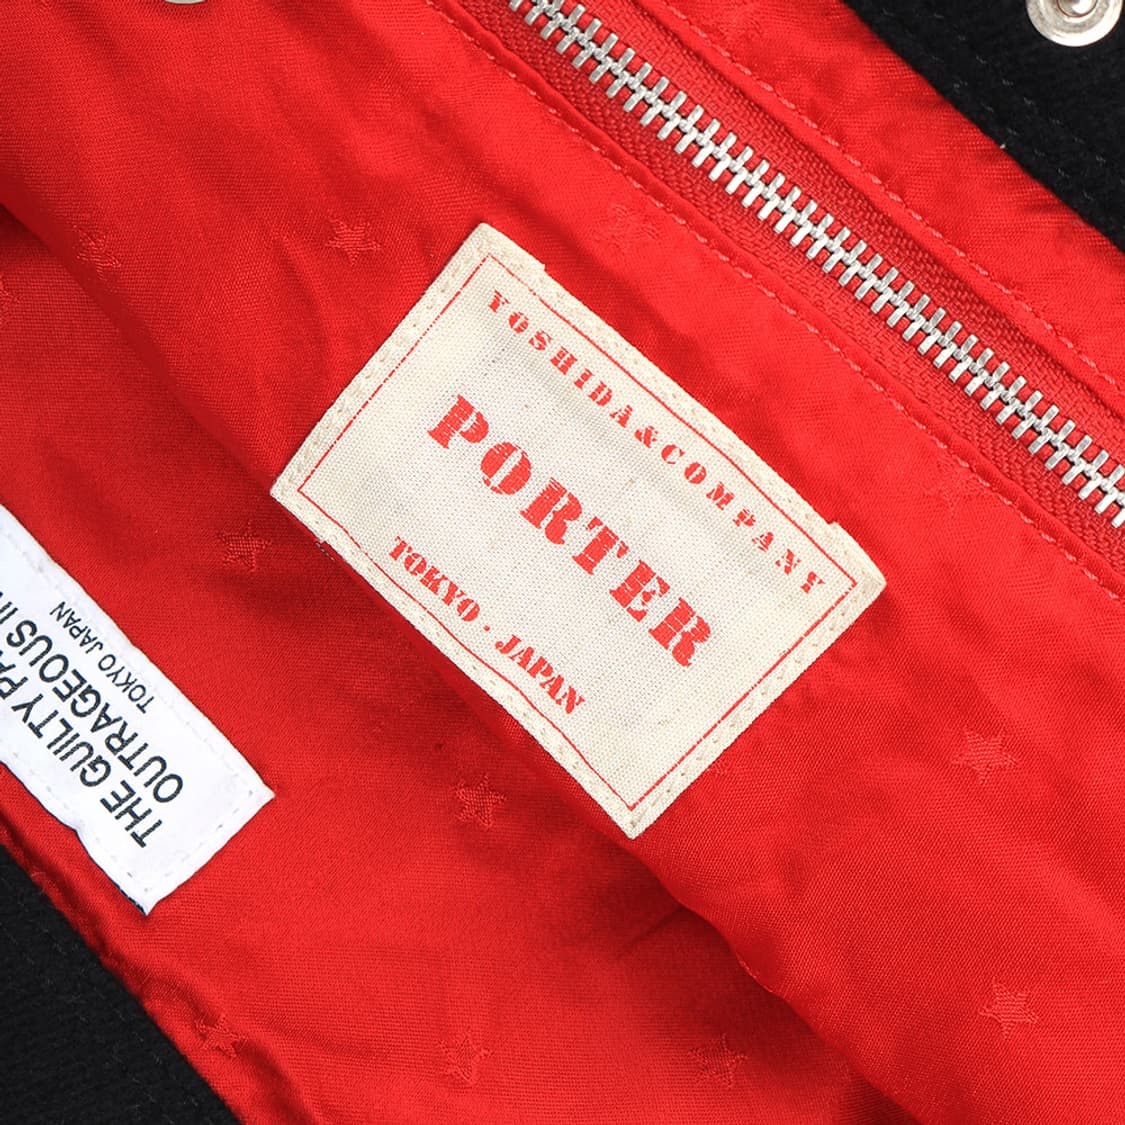 YOSHIDA & COMPANY
PORTER
TOKYO. JAPAN
THE GUILTY
OUTRAGEOUS
TOKYO JAPAN